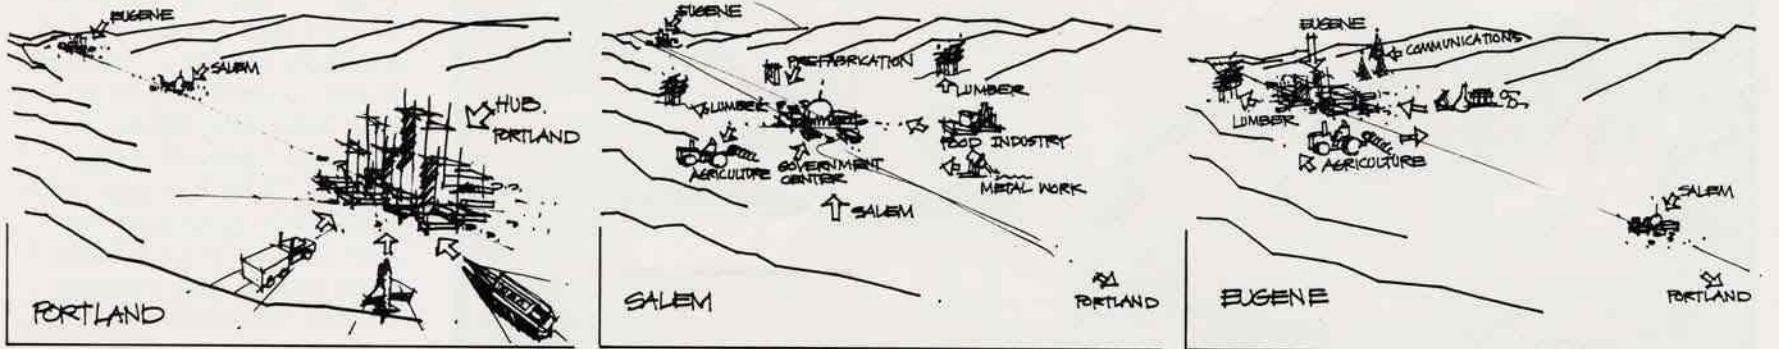 EUGENE
SALEM
HUB.
PORTLAND
PORTLAND
EUGENE
PREFABRICATION
LUMBER
LUMBER
FOOD INDUSTRY
AGRICULTURE
GOVERNMENT
CENTER
METAL WORK
SALEM
PORTLAND
SALEM
EUGENE
COMMUNICATIONS
LUMBER
AGRICULTURE
SALEM
PORTLAND
EUGENE